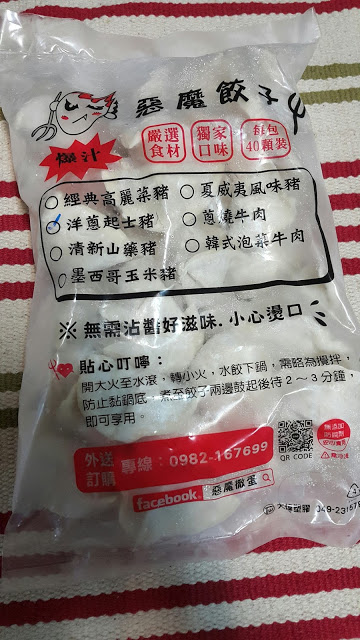 惡魔餃子
嚴選食材
獨家口味
每包40顆裝
爆汁
經典高麗菜豬
夏威夷風味豬
洋蔥起士豬
蔥燒牛肉
清新山藥豬
韓式泡菜牛肉
墨西哥玉米豬
※ 無需沾醬好滋味.小心燙口
貼心叮嚀：
開大火至水滾，轉小火，水餃下鍋，需略為攪拌，
防止黏鍋底。煮至餃子兩邊鼓起後待2～3分鐘，
即可享用。
外送訂購
專線：0982-167699
QR CODE
facebook
惡魔撒蛋